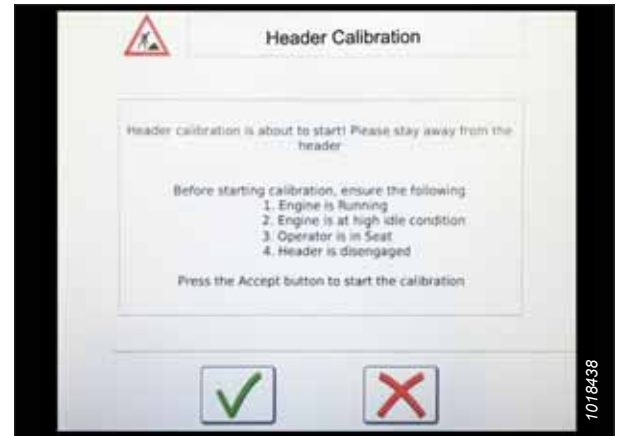 Header Calibration
Header calibration is about to start! Please stay away from the
header
Before starting calibration, ensure the following
1. Engine is Running
2. Engine is at high idle condition
3. Operator is in Seat
4. Header is disengaged
Press the Accept button to start the calibration
1018438